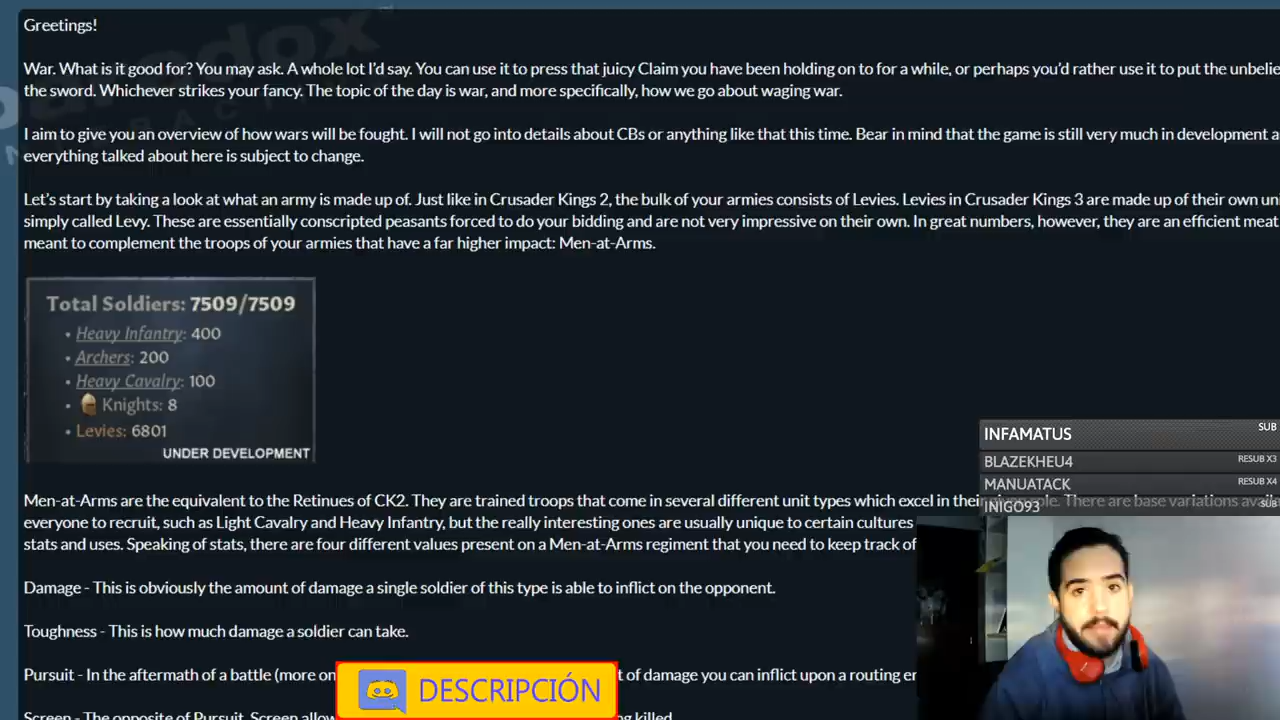 Greetings!
War. What is it good for? You may ask. A whole lot I'd say. You can use it to press that juicy Claim you have been holding on to for a while, or perhaps you'd rather use it to put the
the sword. Whichever strikes your fancy. The topic of the day is war, and more specifically, how we go about waging war.
I aim to give you an overview of how wars will be fought. I will not go into details about CBs or anything like that this time. Bear in mind that the game is still very much in development
everything talked about here is subject to change.
Let's start by taking a look at what an army is made up of. Just like in Crusader Kings 2, the bulk of your armies consists of Levies. Levies in Crusader Kings 3 are made up of their own
simply called Levy. These are essentially conscripted peasants forced to do your bidding and are not very impressive on their own. In great numbers, however, they are an efficient meat
meant to complement the troops of your armies that have a far higher impact: Men-at-Arms.
Total Soldiers: 7509/7509
• Heavy Infantry: 400
• Archers: 200
• Heavy Cavalry: 100
• Knights: 8
• Levies: 6801
UNDER DEVELOPMENT
INFAMATUS SUB
BLAZEKHEU4 RESUB X3
MANUATACK RESUB X4
INIGO93 SUB
Men-at-Arms are the equivalent to the Retinues of CK2. They are trained troops that come in several different unit types which excel in their There are base variations
everyone to recruit, such as Light Cavalry and Heavy Infantry, but the really interesting ones are usually unique to certain cultures
stats and uses. Speaking of stats, there are four different values present on a Men-at-Arms regiment that you need to keep track of
Damage - This is obviously the amount of damage a single soldier of this type is able to inflict on the opponent.
Toughness - This is how much damage a soldier can take.
Pursuit - In the aftermath of a battle (more on of damage you can inflict upon a routing
DESCRIPCIÓN
Screen - The opposite of Pursuit. Screen killed.